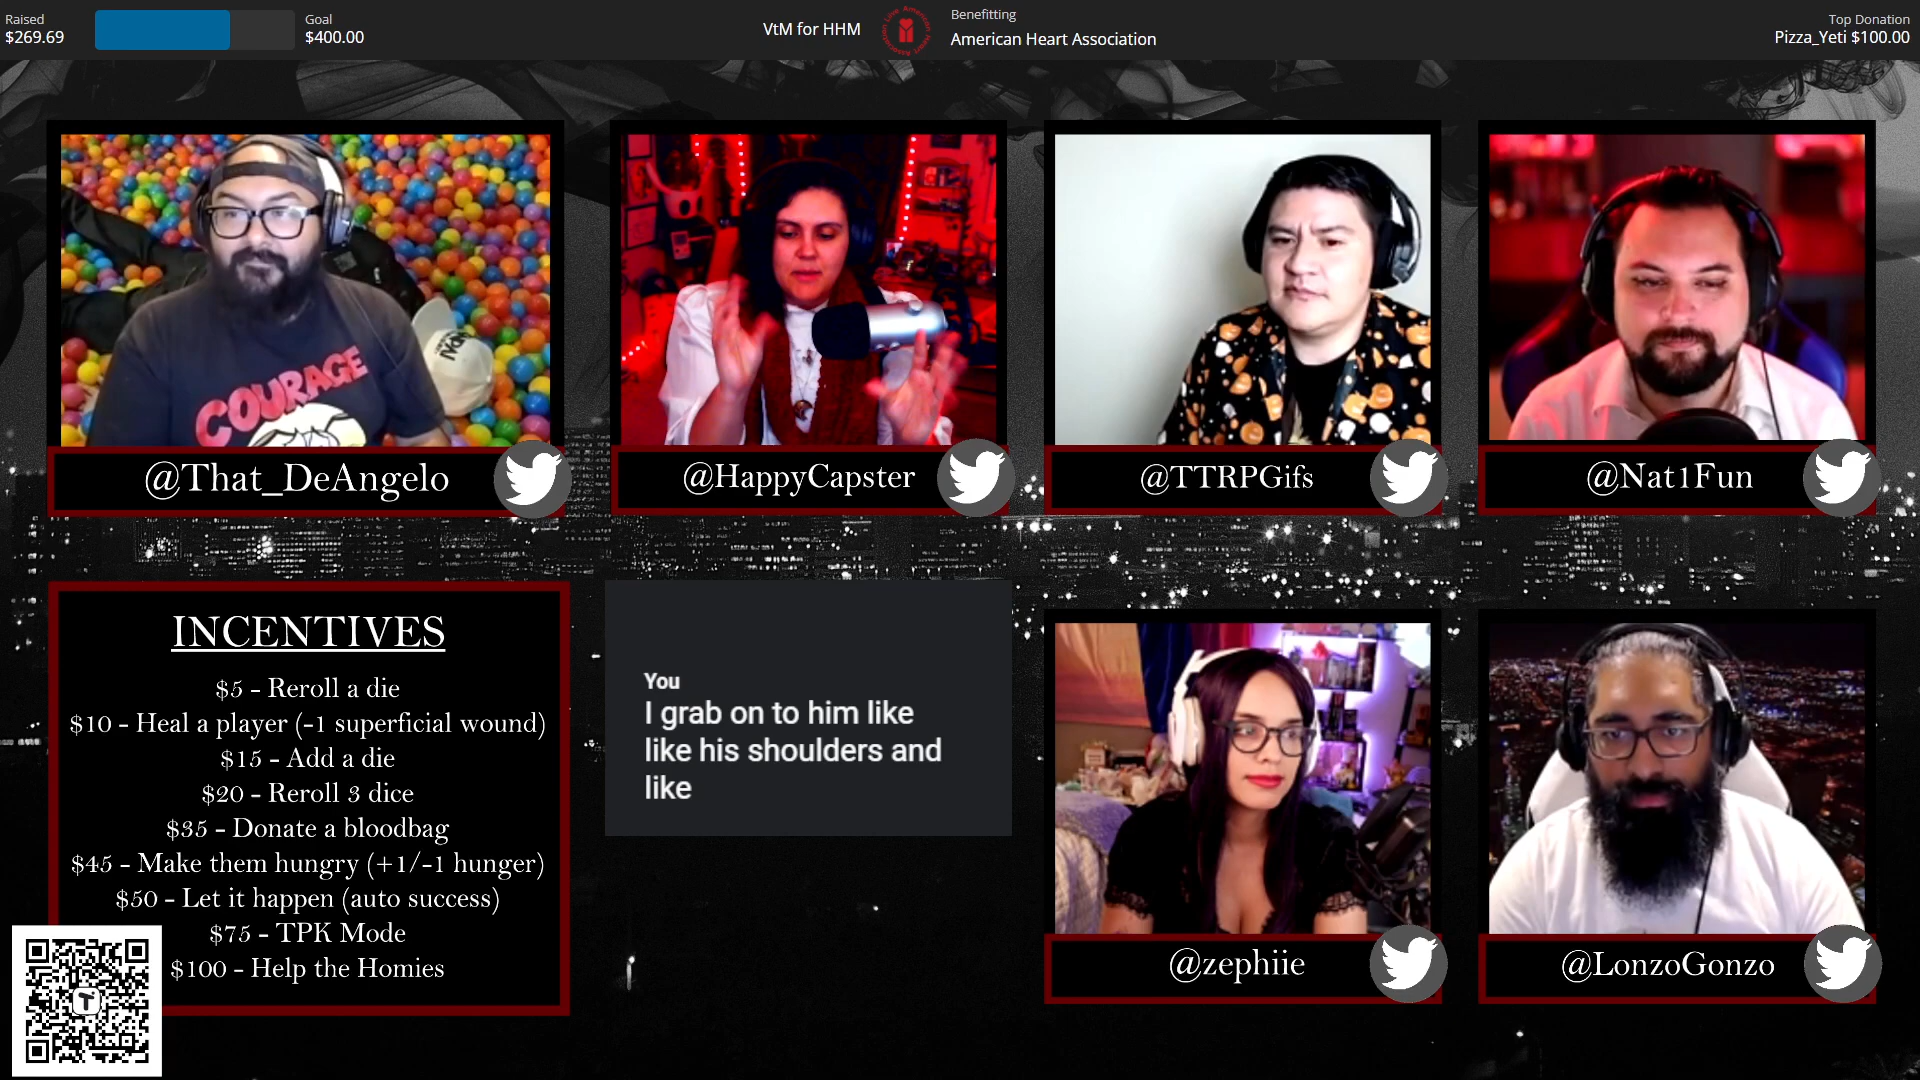 Raised
$269.69
Goal
$400.00
VtM for HHM
Benefitting
American Heart Association
Top Donation
Pizza_Yeti $100.00
COURAGE
@That_DeAngelo
@HappyCapster
@TTRPGifs
@Nat1Fun
INCENTIVES
$5 - Reroll a die
$10 - Heal a player (-1 superficial wound)
$15 - Add a die
$20 - Reroll 3 dice
$35 - Donate a bloodbag
$45 - Make them hungry (+1/-1 hunger)
$50 - Let it happen (auto success)
$75 - TPK Mode
$100 - Help the Homies
T
You
I grab on to him like
like his shoulders and
like
@zephiie
@LonzoGonzo